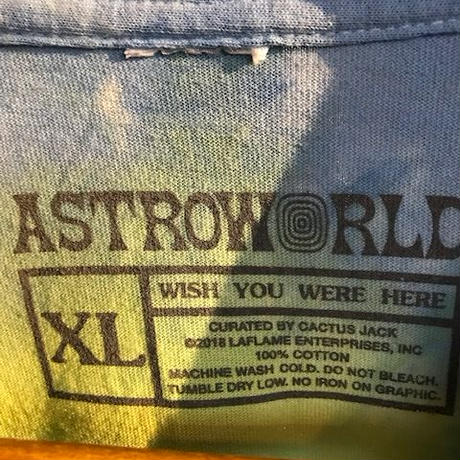 ASTROWORLD
XL
WISH YOU WERE HERE
CURATED BY CACTUS JACK
©2018 LAFLAME ENTERPRISES, INC
100% COTTON
MACHINE WASH COLD. DO NOT BLEACH.
TUMBLE DRY LOW. NO IRON ON GRAPHIC.